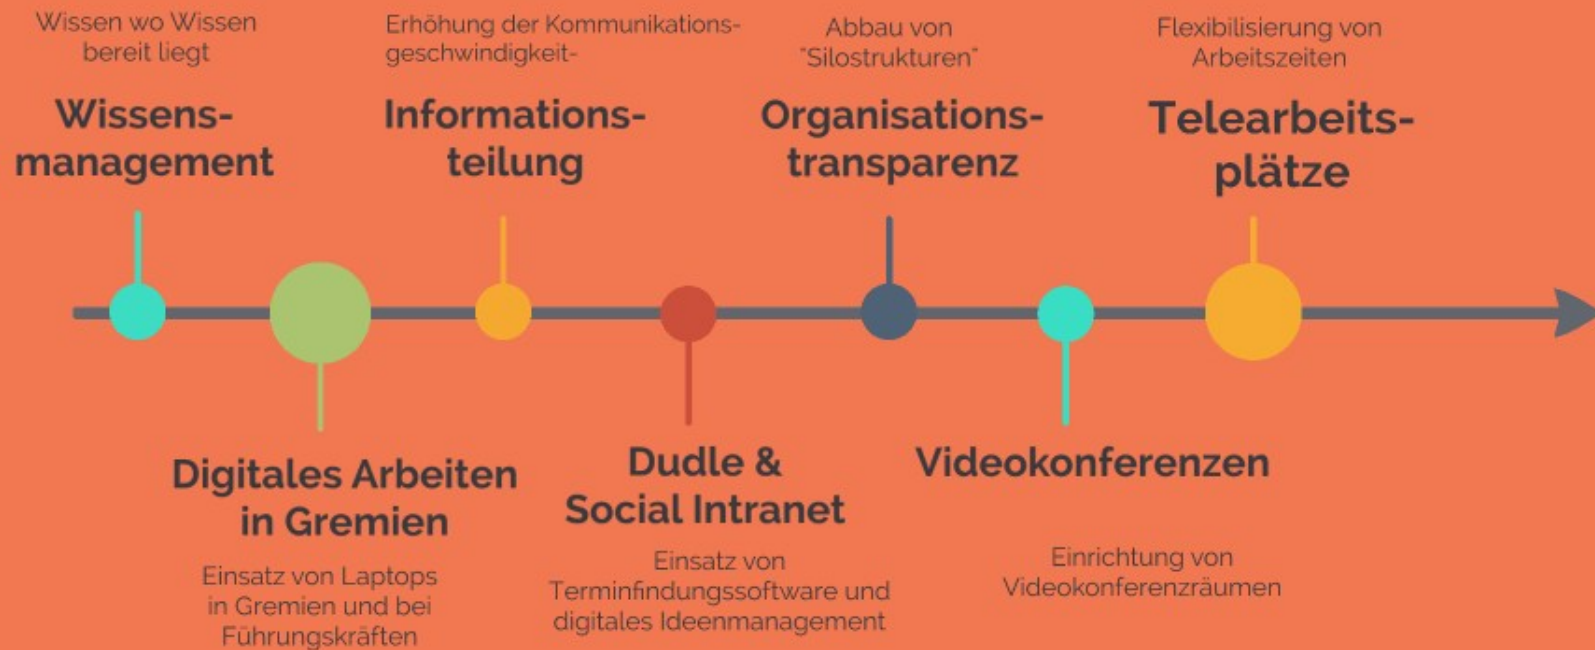 Wissen wo Wissen
bereit liegt
Wissens-
management
Erhöhung der Kommunikations-
geschwindigkeit-
Informations-
teilung
Abbau von
"Silostrukturen"
Organisations-
transparenz
Flexibilisierung von
Arbeitszeiten
Telearbeits-
plätze
Digitales Arbeiten
in Gremien
Einsatz von Laptops
in Gremien und bei
Führungskräften
Dudle &
Social Intranet
Einsatz von
Terminfindungssoftware und
digitales Ideenmanagement
Videokonferenzen
Einrichtung von
Videokonferenzräumen